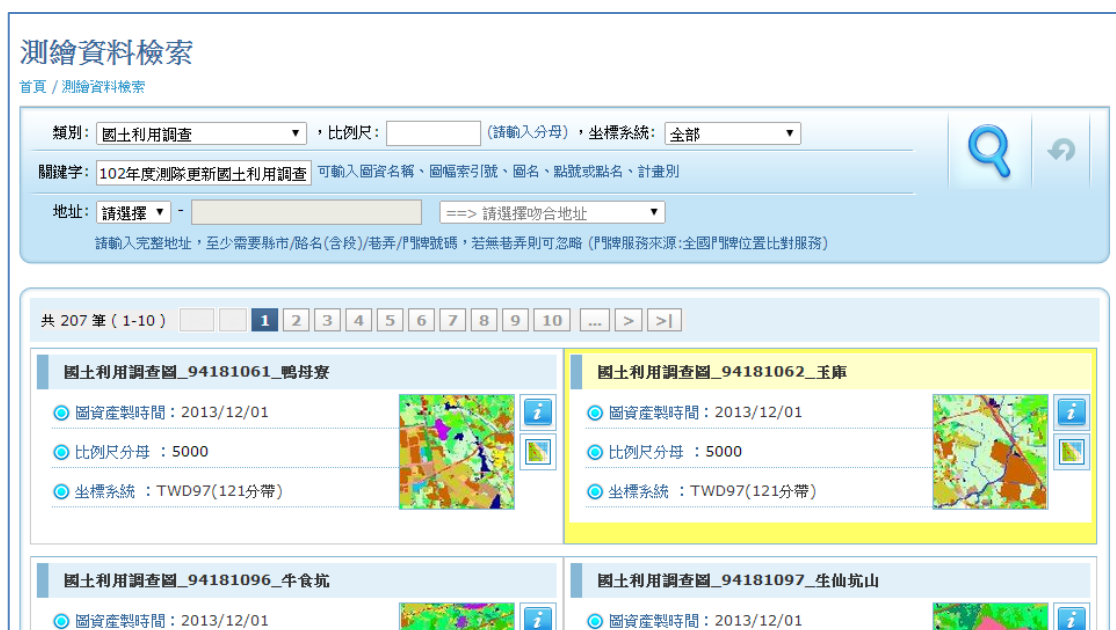 測繪資料檢索
首頁 / 測繪資料檢索
類別: 國土利用調查 ，比例尺: (請輸入分母) ，坐標系統: 全部
關鍵字: 102年度測隊更新國土利用調查 可輸入圖資名稱、圖幅索引號、圖名、點號或點名、計畫別
地址: 請選擇 - ==> 請選擇吻合地址
請輸入完整地址，至少需要縣市/路名(含段)/巷弄/門牌號碼，若無巷弄則可忽略 (門牌服務來源:全國門牌位置比對服務)
共 207 筆 ( 1-10 ) 1 2 3 4 5 6 7 8 9 10 ... > >|
國土利用調查圖_94181061_鴨母寮
圖資產製時間：2013/12/01
比例尺分母 ：5000
坐標系統 ：TWD97(121分帶)
國土利用調查圖_94181062_玉庫
圖資產製時間：2013/12/01
比例尺分母 ：5000
坐標系統 ：TWD97(121分帶)
國土利用調查圖_94181096_牛食坑
圖資產製時間：2013/12/01
國土利用調查圖_94181097_生仙坑山
圖資產製時間：2013/12/01